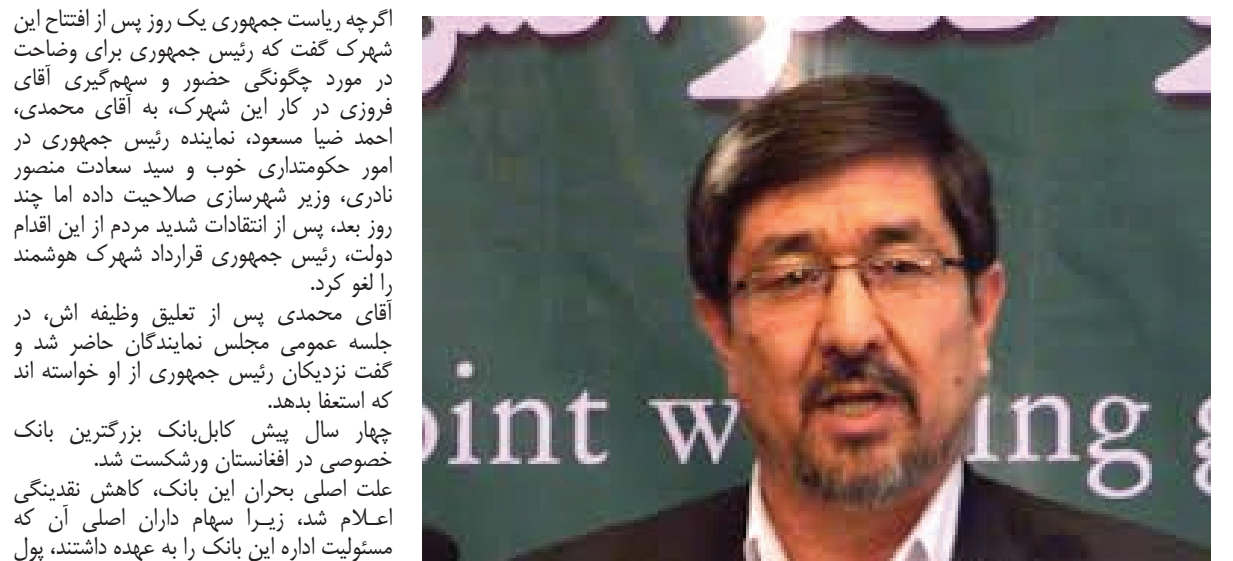 اگرچه ریاست جمهوری یک روز پس از افتتاح این
شهرک گفت که رئیس جمهوری برای وضاحت
در مورد چگونگی حضور و سهم‌گیری آقای
فروزی در کار این شهرک، به آقای محمدی،
احمد ضیا مسعود، نماینده رئیس جمهوری در
امور حکومتداری خوب و سید سعادت منصور
نادری، وزیر شهرسازی صلاحیت داده اما چند
روز بعد، پس از انتقادات شدید مردم از این اقدام
دولت، رئیس جمهوری قرارداد شهرک هوشمند
را لغو کرد.
آقای محمدی پس از تعلیق وظیفه اش، در
جلسه عمومی مجلس نمایندگان حاضر شد و
گفت نزدیکان رئیس جمهوری از او خواسته اند
که استعفا بدهد.
چهار سال پیش کابل‌بانک بزرگترین بانک
خصوصی در افغانستان ورشکست شد.
علت اصلی بحران این بانک، کاهش نقدینگی
اعـلام شد، زیـرا سهام داران اصلی آن که
مسئولیت اداره این بانک را به عهده داشتند، پول
oint w ing g